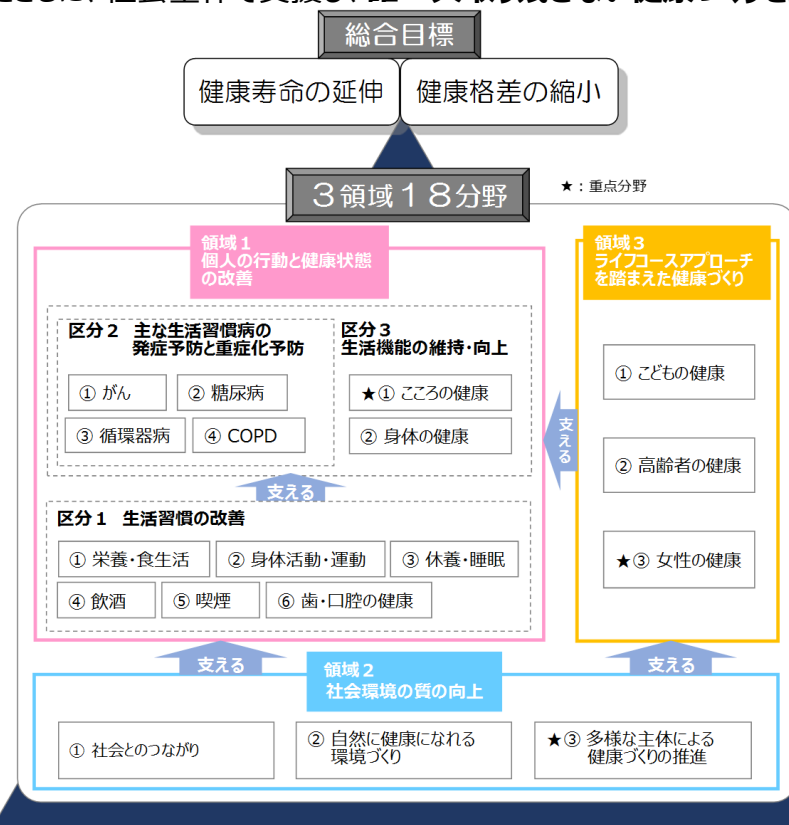 総合目標
健康寿命の延伸
健康格差の縮小
3領域18分野
★：重点分野
領域1
個人の行動と健康状態
の改善
区分2 主な生活習慣病の
発症予防と重症化予防
① がん
② 糖尿病
③ 循環器病
④ COPD
区分3
生活機能の維持・向上
★① こころの健康
② 身体の健康
支える
区分1 生活習慣の改善
① 栄養・食生活
② 身体活動・運動
③ 休養・睡眠
④ 飲酒
⑤ 喫煙
⑥ 歯・口腔の健康
支える
領域3
ライフコースアプローチ
を踏まえた健康づくり
① こどもの健康
② 高齢者の健康
★③ 女性の健康
支える
支える
領域2
社会環境の質の向上
① 社会とのつながり
② 自然に健康になれる
環境づくり
★③ 多様な主体による
健康づくりの推進